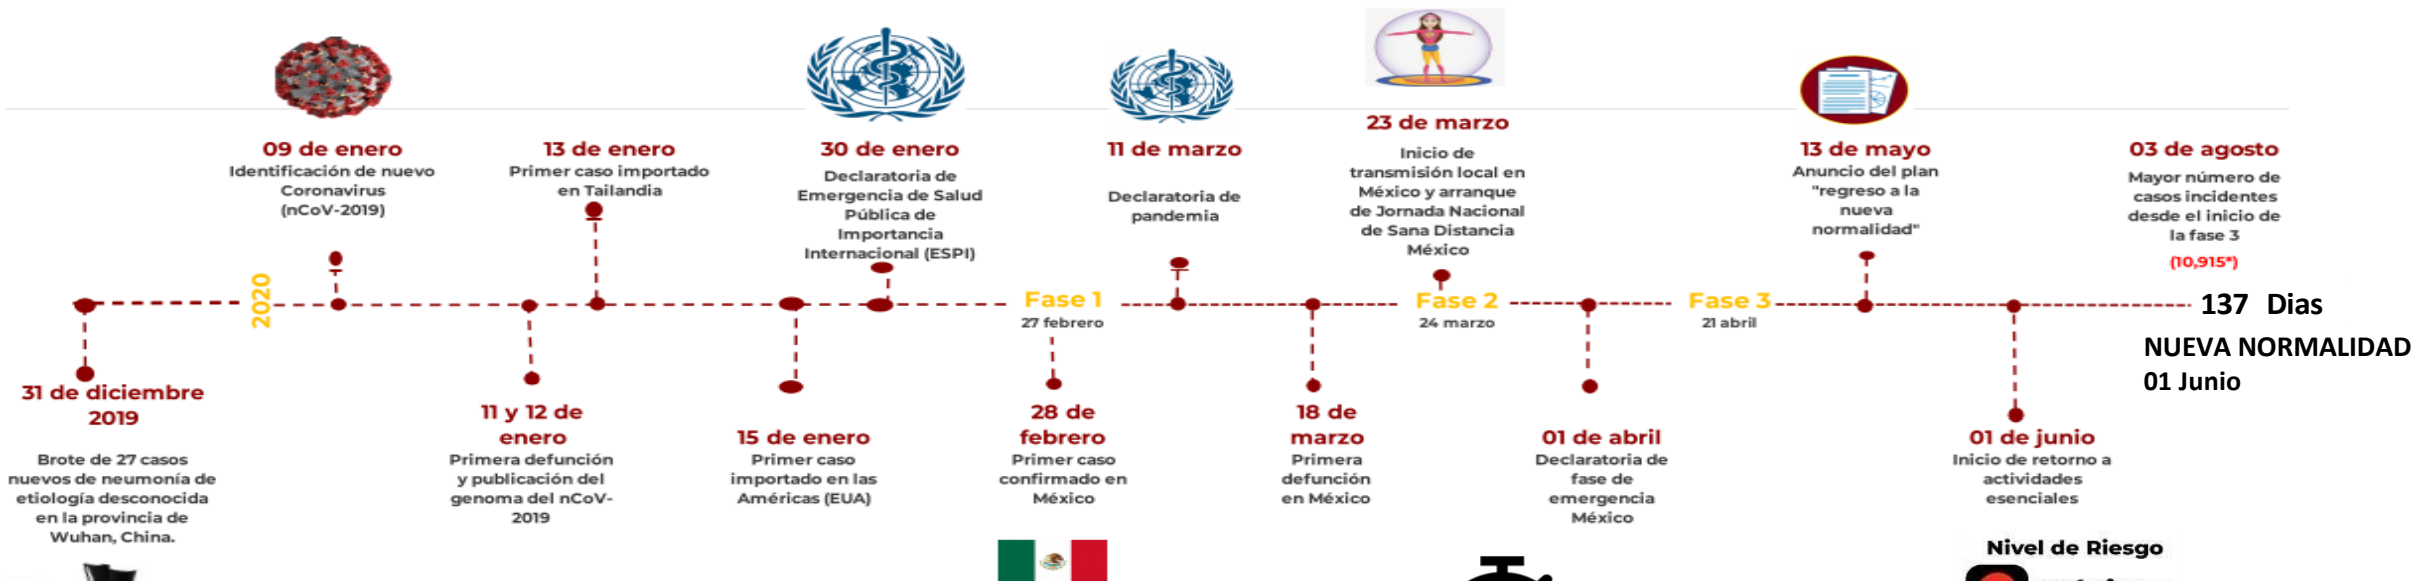 09 de enero
Identificación de nuevo
Coronavirus
(nCoV-2019)
13 de enero
Primer caso importado
en Tailandia
30 de enero
Declaratoria de
Emergencia de Salud
Pública de
Importancia
Internacional (ESPI)
11 de marzo
Declaratoria de
pandemia
23 de marzo
Inicio de
transmisión local en
México y arranque
de Jornada Nacional
de Sana Distancia
México
13 de mayo
Anuncio del plan
"regreso a la
nueva
normalidad"
03 de agosto
Mayor número de
casos incidentes
desde el inicio de
la fase 3
(10,915*)
2020
Fase 1
27 febrero
Fase 2
24 marzo
Fase 3
21 abril
137 Dias
NUEVA NORMALIDAD
01 Junio
31 de diciembre
2019
Brote de 27 casos
nuevos de neumonía de
etiología desconocida
en la provincia de
Wuhan, China.
11 y 12 de
enero
Primera defunción
y publicación del
genoma del nCoV-
2019
15 de enero
Primer caso
importado en las
Américas (EUA)
28 de
febrero
Primer caso
confirmado en
México
18 de
marzo
Primera
defunción
en México
01 de abril
Declaratoria de
fase de
emergencia
México
01 de junio
Inicio de retorno a
actividades
esenciales
Nivel de Riesgo